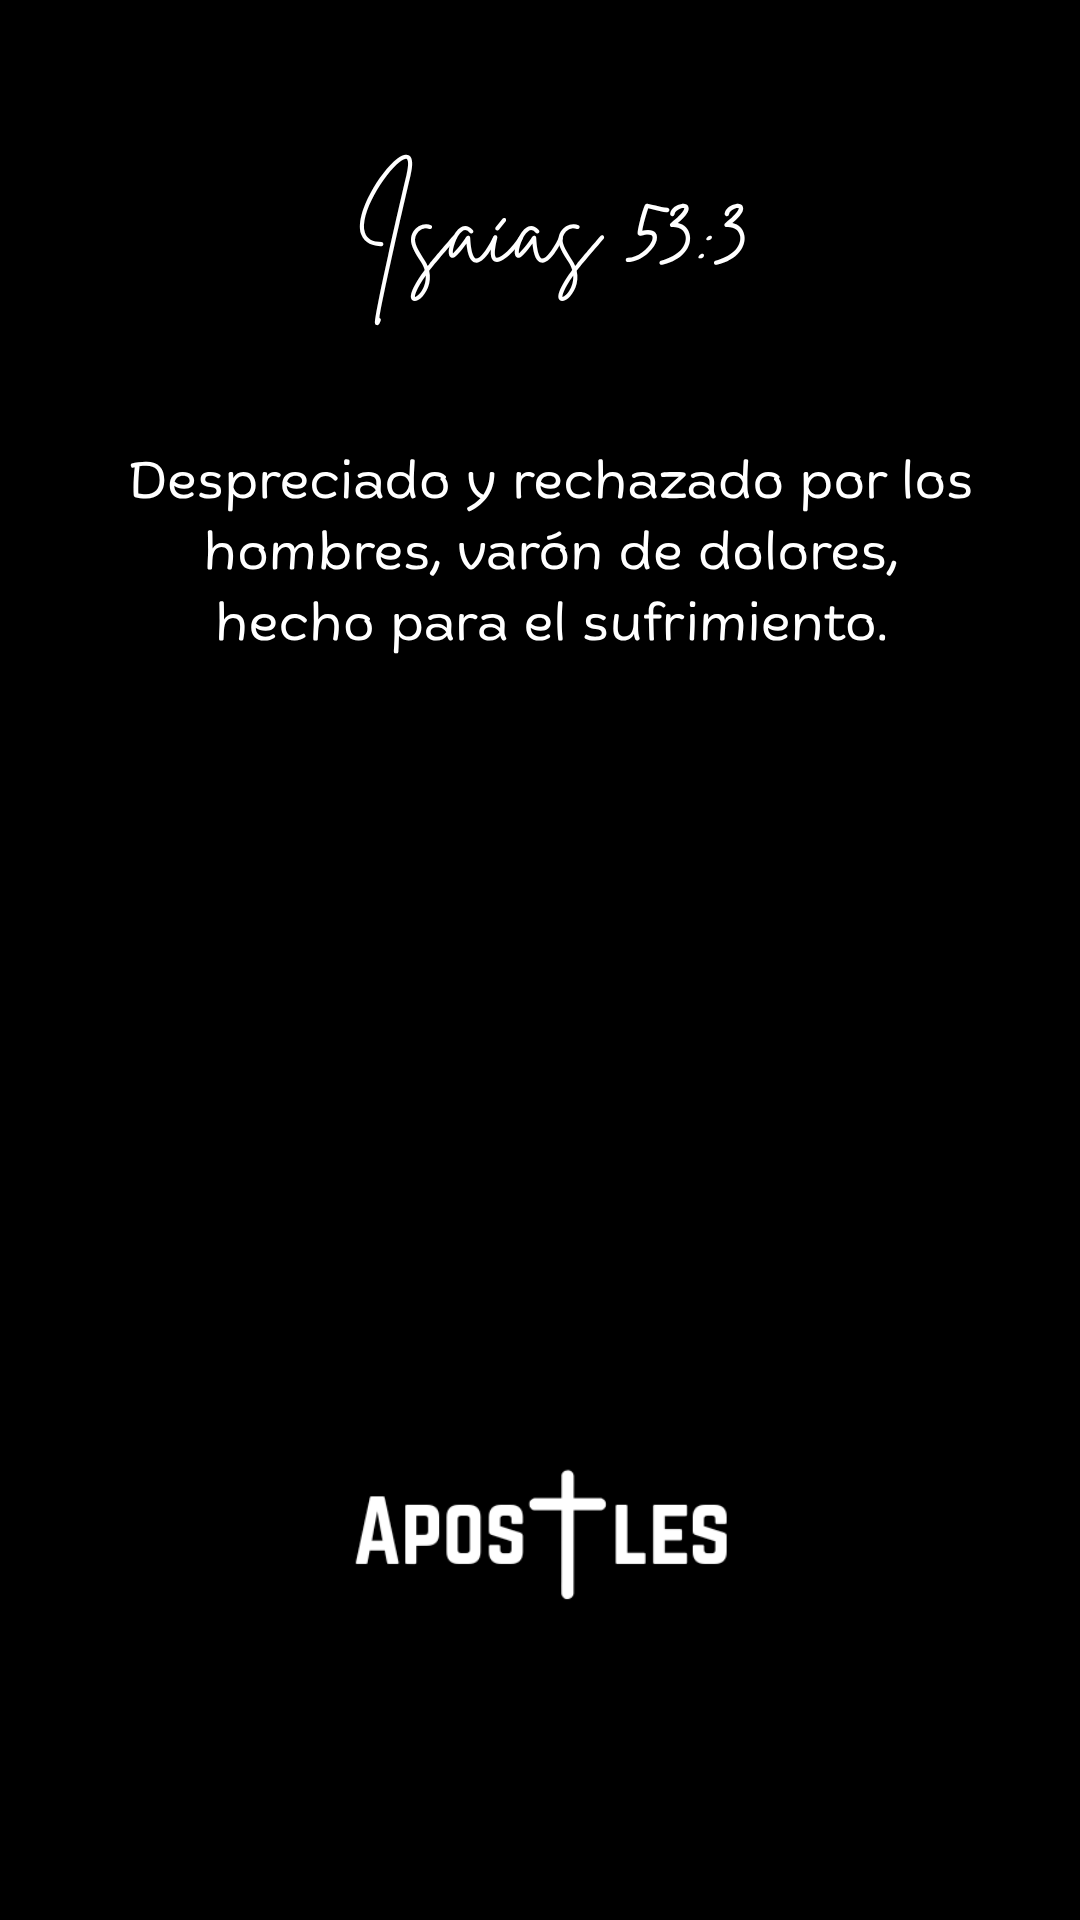 Isaías 53:3
Despreciado y rechazado por los
hombres, varón de dolores,
hecho para el sufrimiento.
APOSTLES